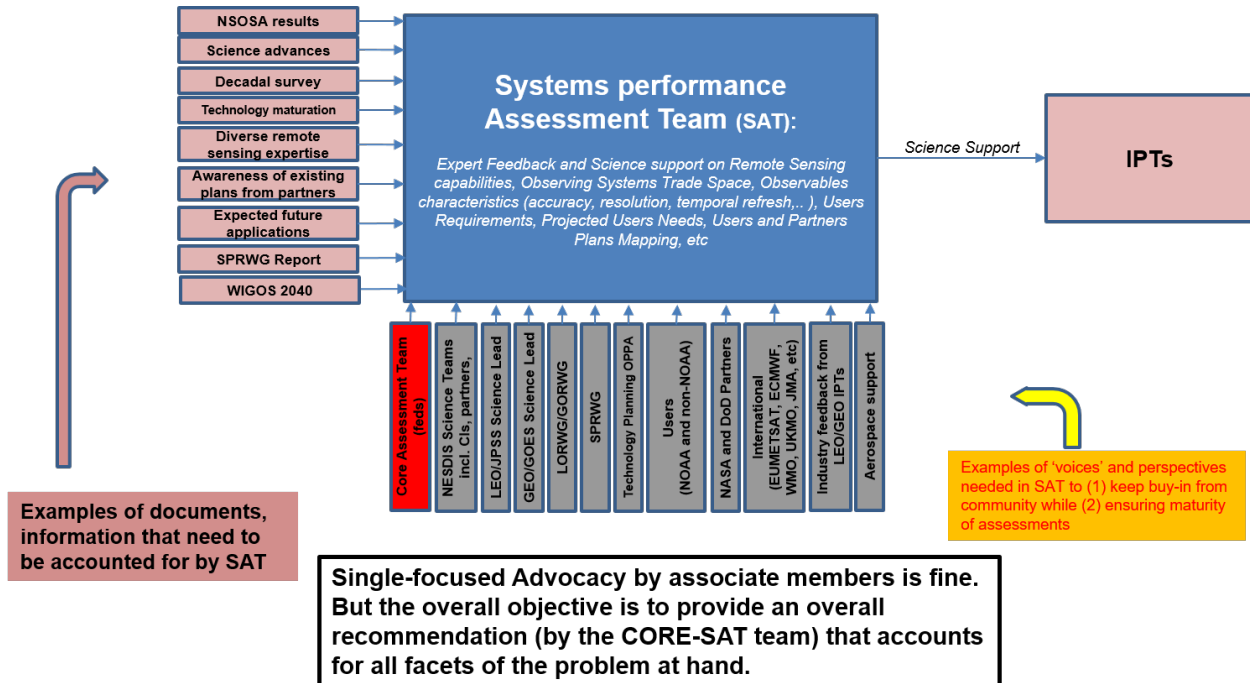 NSOSA results
Science advances
Decadal survey
Technology maturation
Diverse remote
sensing expertise
Awareness of existing
plans from partners
Expected future
applications
SPRWG Report
WIGOS 2040
Systems performance
Assessment Team (SAT):
Expert Feedback and Science support on Remote Sensing
capabilities, Observing Systems Trade Space, Observables
characteristics (accuracy, resolution, temporal refresh,.. ), Users
Requirements, Projected Users Needs, Users and Partners
Plans Mapping, etc
Science Support
IPTs
Core Assessment Team
(feds)
NESDIS Science Teams
incl. CIs, partners,
LEO/JPSS Science Lead
GEO/GOES Science Lead
LORWG/GORWG
SPRWG
Technology Planning OPPA
Users
(NOAA and non-NOAA)
NASA and DoD Partners
International
(EUMETSAT, ECMWF,
WMO, UKMO, JMA, etc)
Industry feedback from
LEO/GEO IPTs
Aerospace support
Examples of documents,
information that need to
be accounted for by SAT
Examples of ‘voices’ and perspectives
needed in SAT to (1) keep buy-in from
community while (2) ensuring maturity
of assessments
Single-focused Advocacy by associate members is fine.
But the overall objective is to provide an overall
recommendation (by the CORE-SAT team) that accounts
for all facets of the problem at hand.